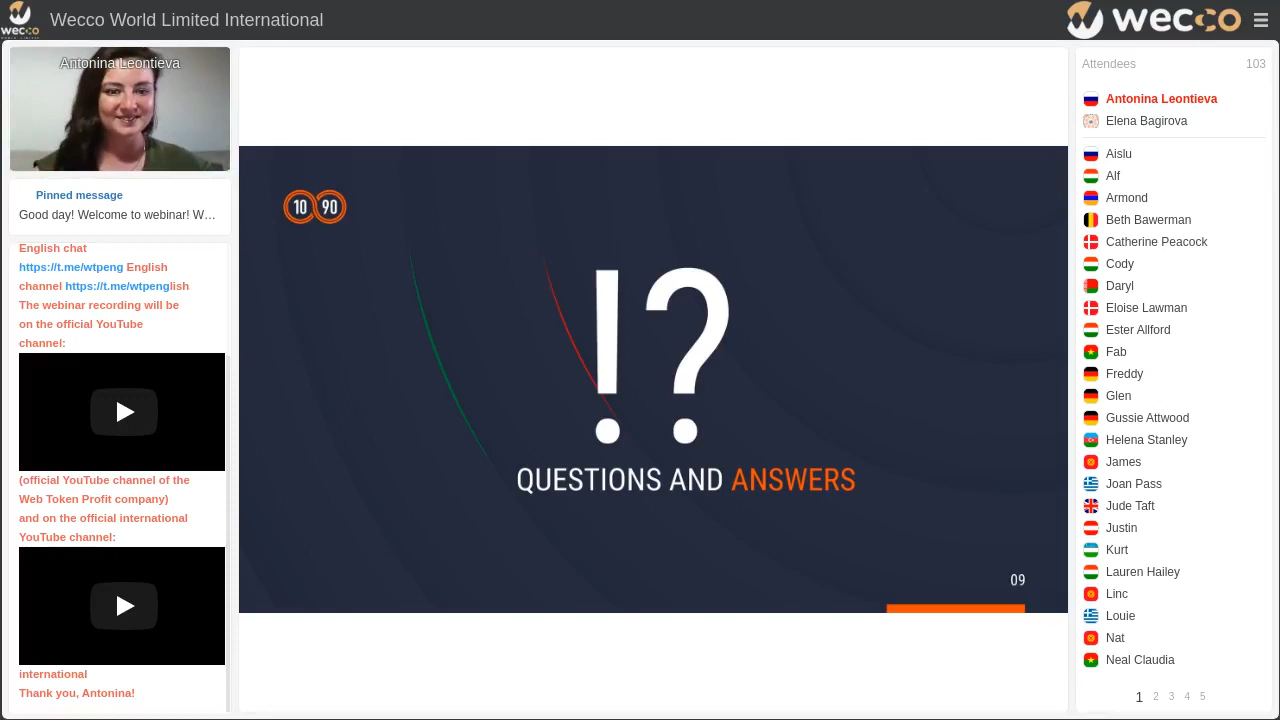 wecco
WORLD LIMITED
Wecco World Limited International
wecco
Antonina Leontieva
Pinned message
Good day! Welcome to webinar! W…
English chat
https://t.me/wtpeng English
channel https://t.me/wtpenglish
The webinar recording will be
on the official YouTube
channel:
(official YouTube channel of the
Web Token Profit company)
and on the official international
YouTube channel:
international
Thank you, Antonina!
10 90
!?
QUESTIONS AND ANSWERS
09
Attendees 103
Antonina Leontieva
Elena Bagirova
Aislu
Alf
Armond
Beth Bawerman
Catherine Peacock
Cody
Daryl
Eloise Lawman
Ester Allford
Fab
Freddy
Glen
Gussie Attwood
Helena Stanley
James
Joan Pass
Jude Taft
Justin
Kurt
Lauren Hailey
Linc
Louie
Nat
Neal Claudia
1 2 3 4 5